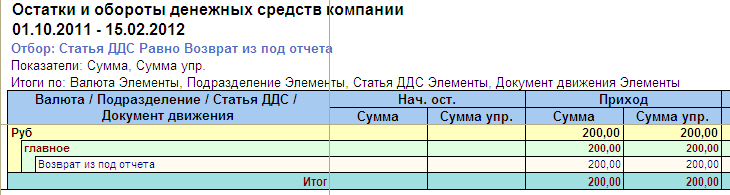 Остатки и обороты денежных средств компании
01.10.2011 - 15.02.2012
Отбор: Статья ДДС Равно Возврат из под отчета
Показатели: Сумма, Сумма упр.
Итоги по: Валюта Элементы, Подразделение Элементы, Статья ДДС Элементы, Документ движения Элементы
Валюта / Подразделение / Статья ДДС / Нач. ост. Приход
Документ движения Сумма Сумма упр. Сумма Сумма упр.
Руб 200,00 200,00
главное 200,00 200,00
Возврат из под отчета 200,00 200,00
Итог 200,00 200,00